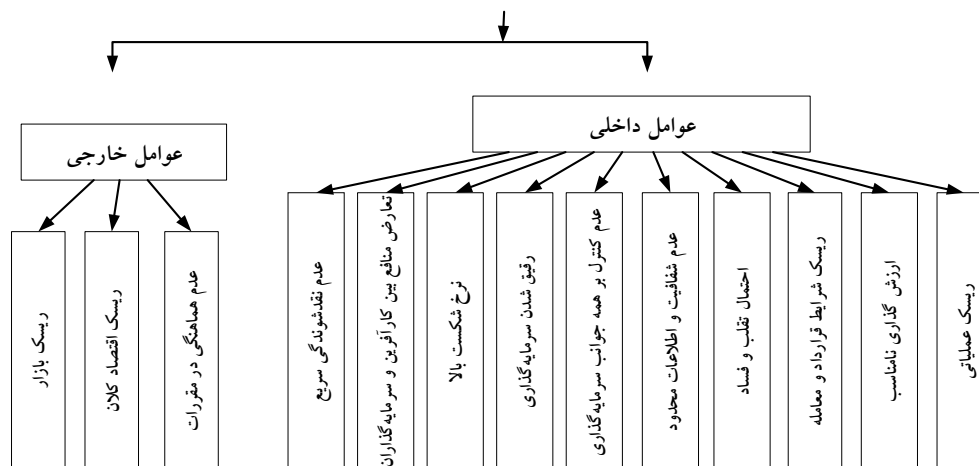 عوامل داخلی
عوامل خارجی
ریسک عملیاتی
ارزش گذاری نامناسب
ریسک شرایط قرارداد و معامله
احتمال تقلب و فساد
عدم شفافیت و اطلاعات محدود
عدم کنترل بر همه جوانب سرمایه‌گذاری
رقیق شدن سرمایه‌گذاری
نرخ شکست بالا
تعارض منافع بین کارآفرین و سرمایه‌گذاران
عدم نقدشوندگی سریع
عدم هماهنگی در مقررات
ریسک اقتصاد کلان
ریسک بازار